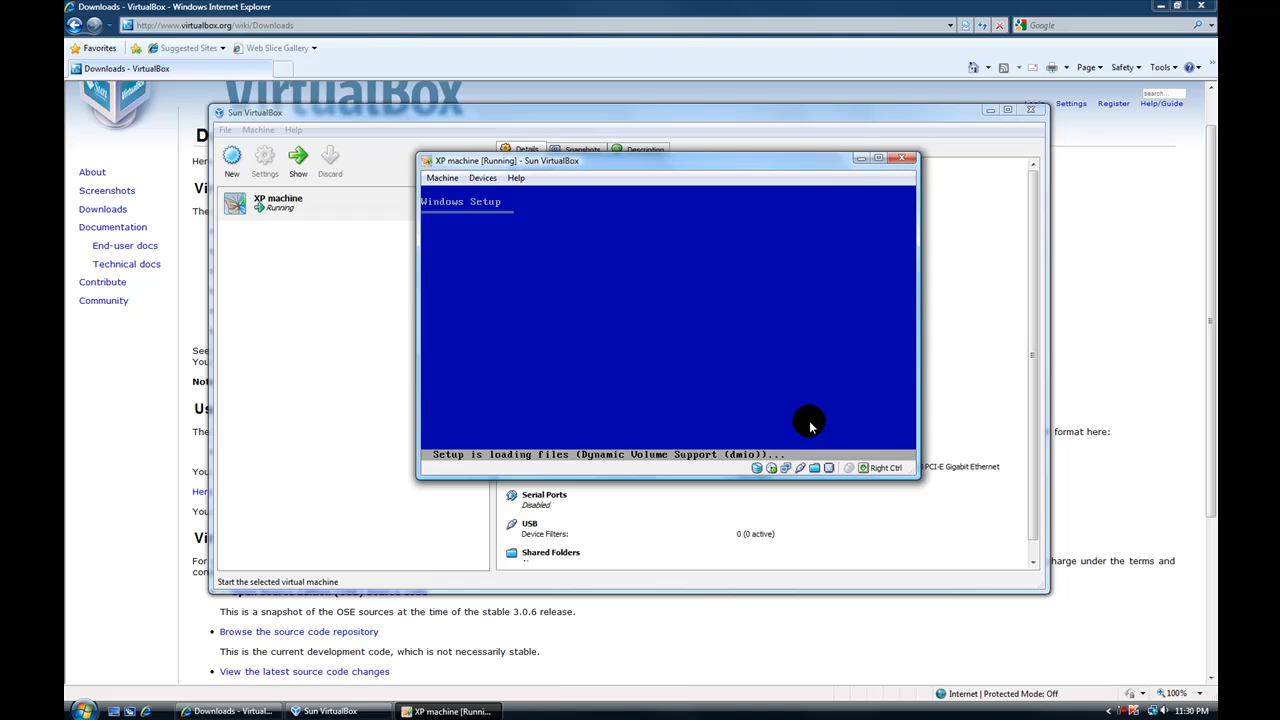 Downloads - VirtualBox - Windows Internet Explorer
http://www.virtualbox.org/wiki/Downloads
Google
Favorites
Suggested Sites
Web Slice Gallery
Downloads - VirtualBox
Page
Safety
Tools
VirtualBox
search...
Settings
Register
Help/Guide
About
Screenshots
Downloads
Documentation
End-user docs
Technical docs
Contribute
Community
Sun VirtualBox
File
Machine
Help
New
Settings
Show
Discard
Details
Snapshots
Description
XP machine
Running
XP machine [Running] - Sun VirtualBox
Machine
Devices
Help
Windows Setup
Setup is loading files (Dynamic Volume Support (dmio))...
Right Ctrl
PCI-E Gigabit Ethernet
Serial Ports
Disabled
USB
Device Filters:
0 (0 active)
Shared Folders
Start the selected virtual machine
format here:
harge under the terms and
This is a snapshot of the OSE sources at the time of the stable 3.0.6 release.
Browse the source code repository
This is the current development code, which is not necessarily stable.
View the latest source code changes
Internet | Protected Mode: Off
100%
Downloads - Virtual...
Sun VirtualBox
XP machine [Runni...
11:30 PM